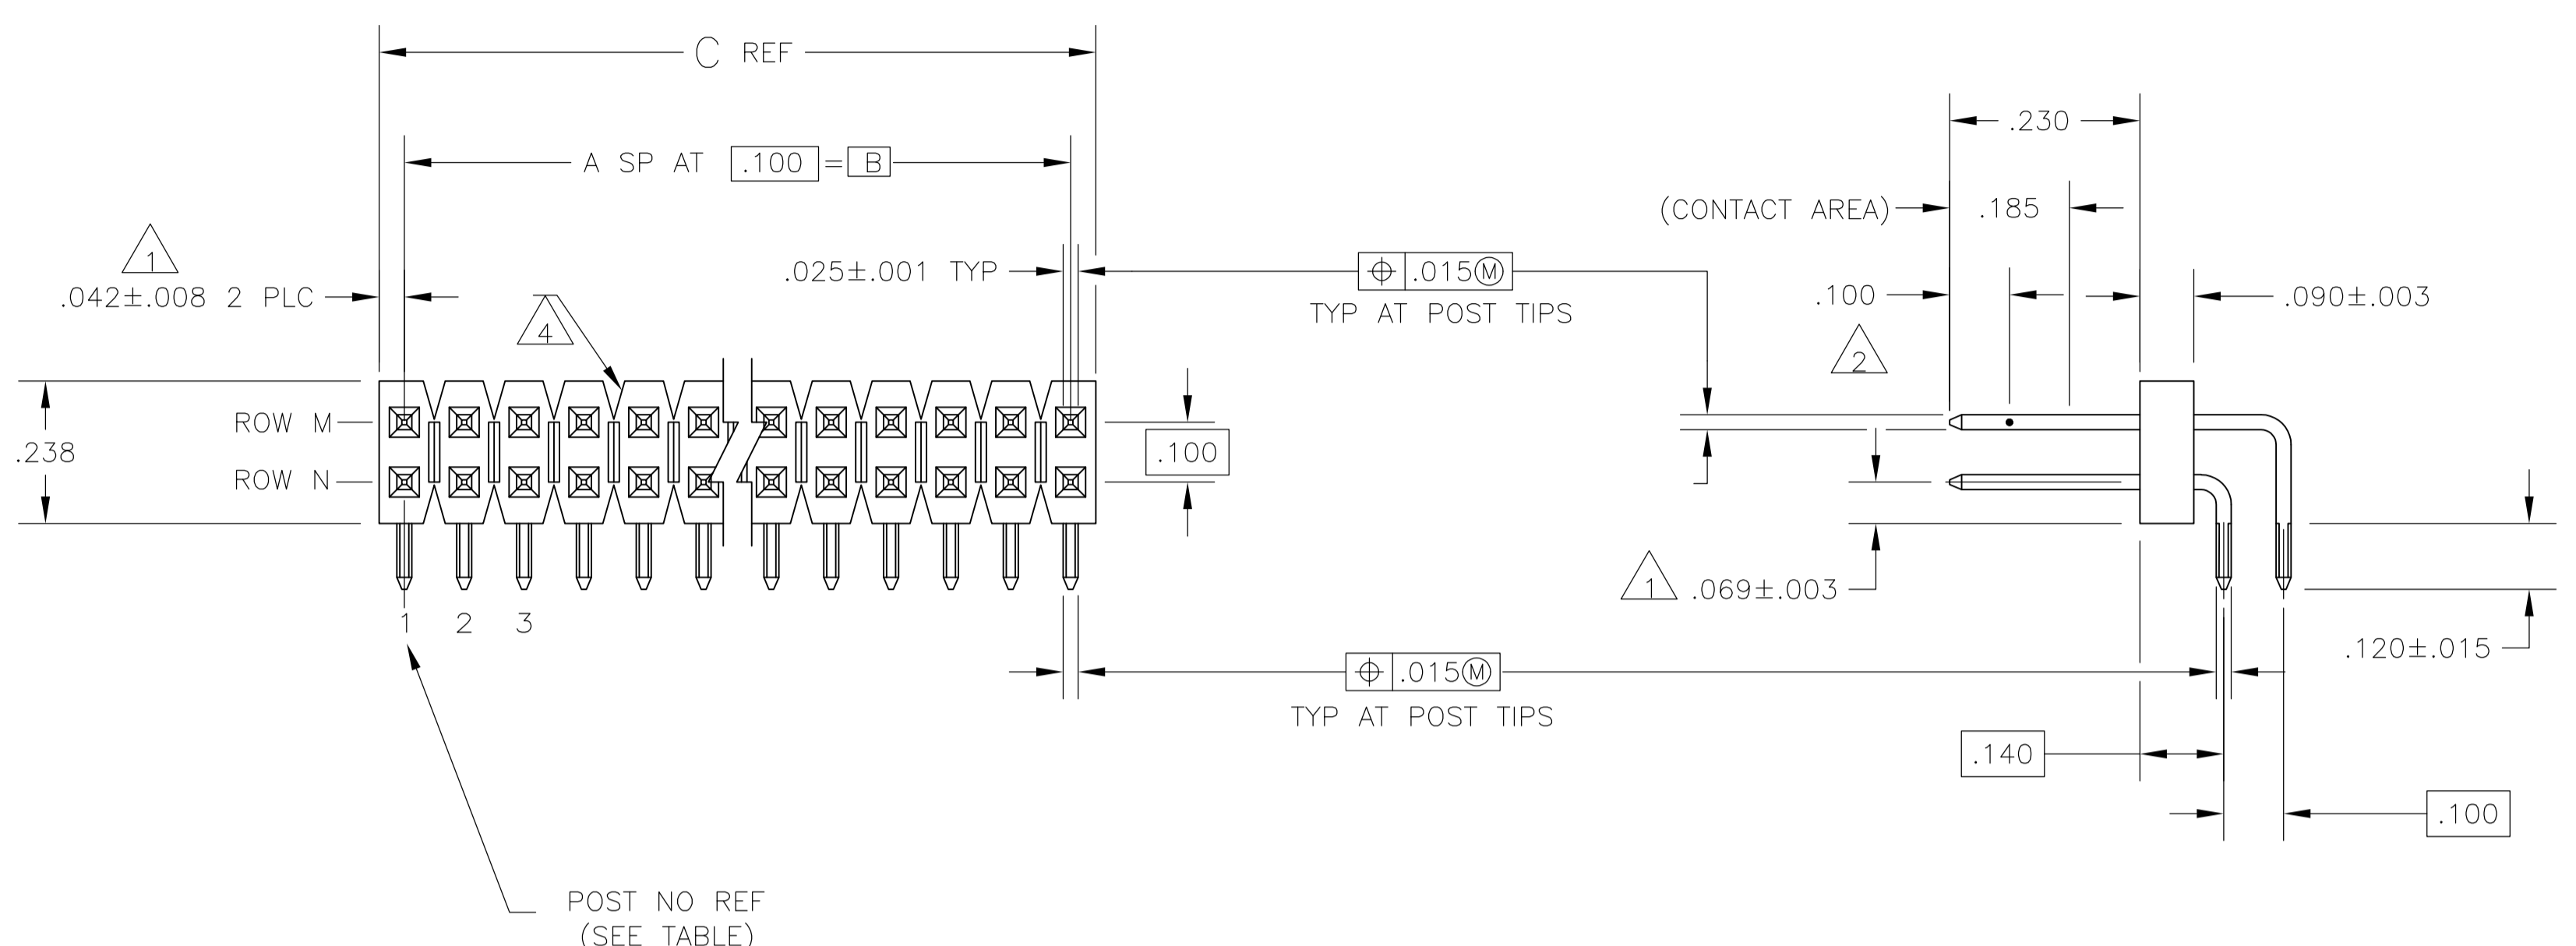 C REF
A SP AT .100 = B
1
.042±.008 2 PLC
4
.025±.001 TYP
⌖ .015Ⓜ
TYP AT POST TIPS
ROW M
ROW N
.238
.100
1 2 3
POST NO REF
(SEE TABLE)
.230
(CONTACT AREA) .185
.100
2
.090±.003
1 .069±.003
.120±.015
⌖ .015Ⓜ
TYP AT POST TIPS
.140
.100